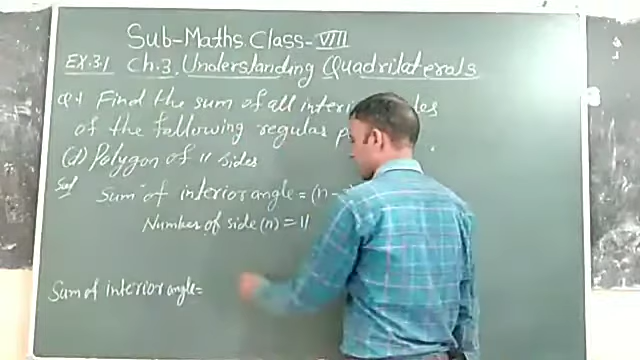 Sub-Maths Class-VIII
EX.3.1 Ch.3. Understanding Quadrilaterals
Q.1 Find the sum of all
of the following regular
(d) Polygon of 11 sides
Sol Sum of interior angle = (n -
Number of side (n) = 11
Sum of interior angle =